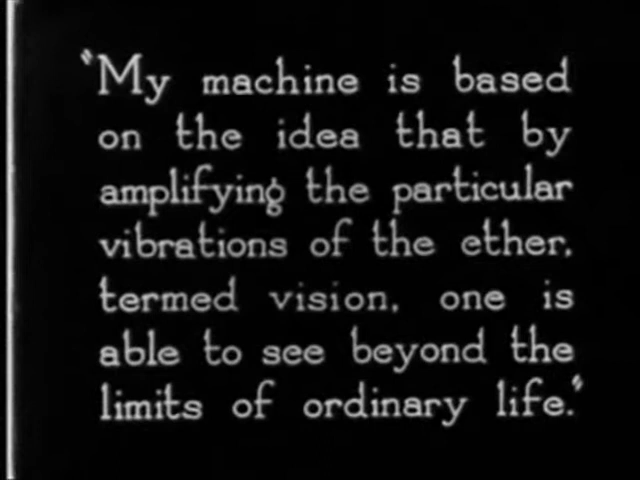 "My machine is based
on the idea that by
amplifying the particular
vibrations of the ether,
termed vision, one is
able to see beyond the
limits of ordinary life."